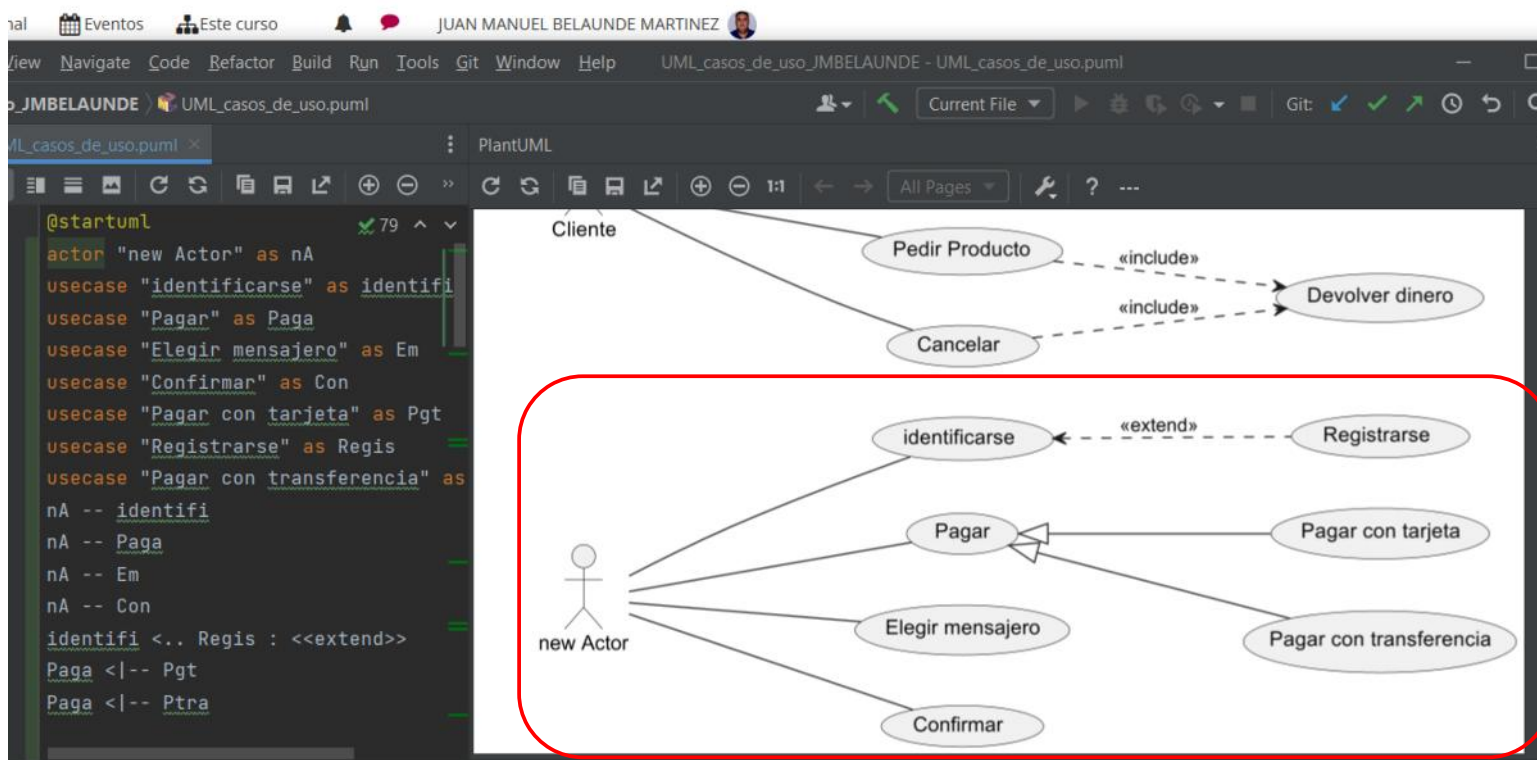 nal Eventos Este curso JUAN MANUEL BELAUNDE MARTINEZ
View Navigate Code Refactor Build Run Tools Git Window Help UML_casos_de_uso_JMBELAUNDE - UML_casos_de_uso.puml
o_JMBELAUNDE UML_casos_de_uso.puml Current File Git:
ML_casos_de_uso.puml PlantUML
1:1 All Pages ?
@startuml 79
actor "new Actor" as nA
usecase "identificarse" as identifi
usecase "Pagar" as Paga
usecase "Elegir mensajero" as Em
usecase "Confirmar" as Con
usecase "Pagar con tarjeta" as Pgt
usecase "Registrarse" as Regis
usecase "Pagar con transferencia" as
nA -- identifi
nA -- Paga
nA -- Em
nA -- Con
identifi <.. Regis : <<extend>>
Paga <|-- Pgt
Paga <|-- Ptra
Cliente
Pedir Producto
«include»
Devolver dinero
«include»
Cancelar
identificarse
«extend»
Registrarse
Pagar
Pagar con tarjeta
Elegir mensajero
Pagar con transferencia
new Actor
Confirmar